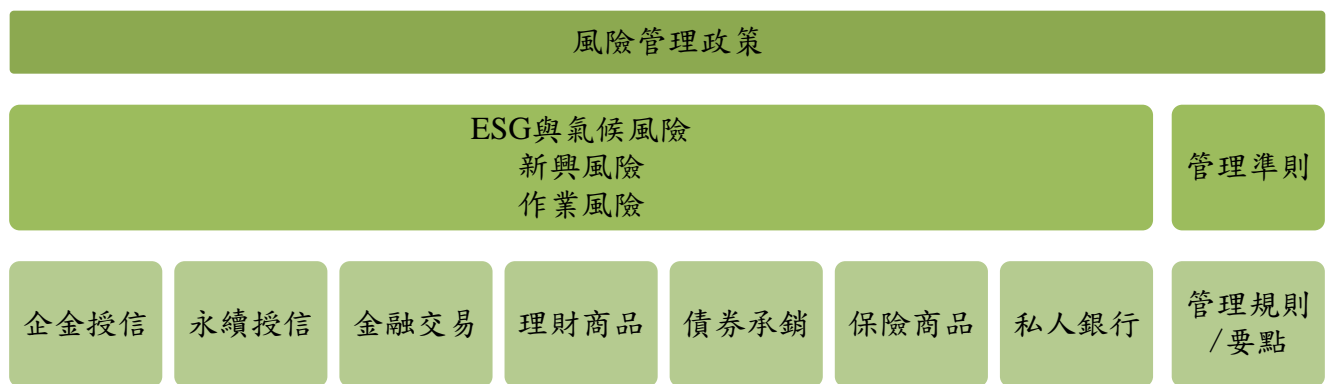 風險管理政策
ESG與氣候風險
新興風險
作業風險
管理準則
企金授信
永續授信
金融交易
理財商品
債券承銷
保險商品
私人銀行
管理規則
/要點